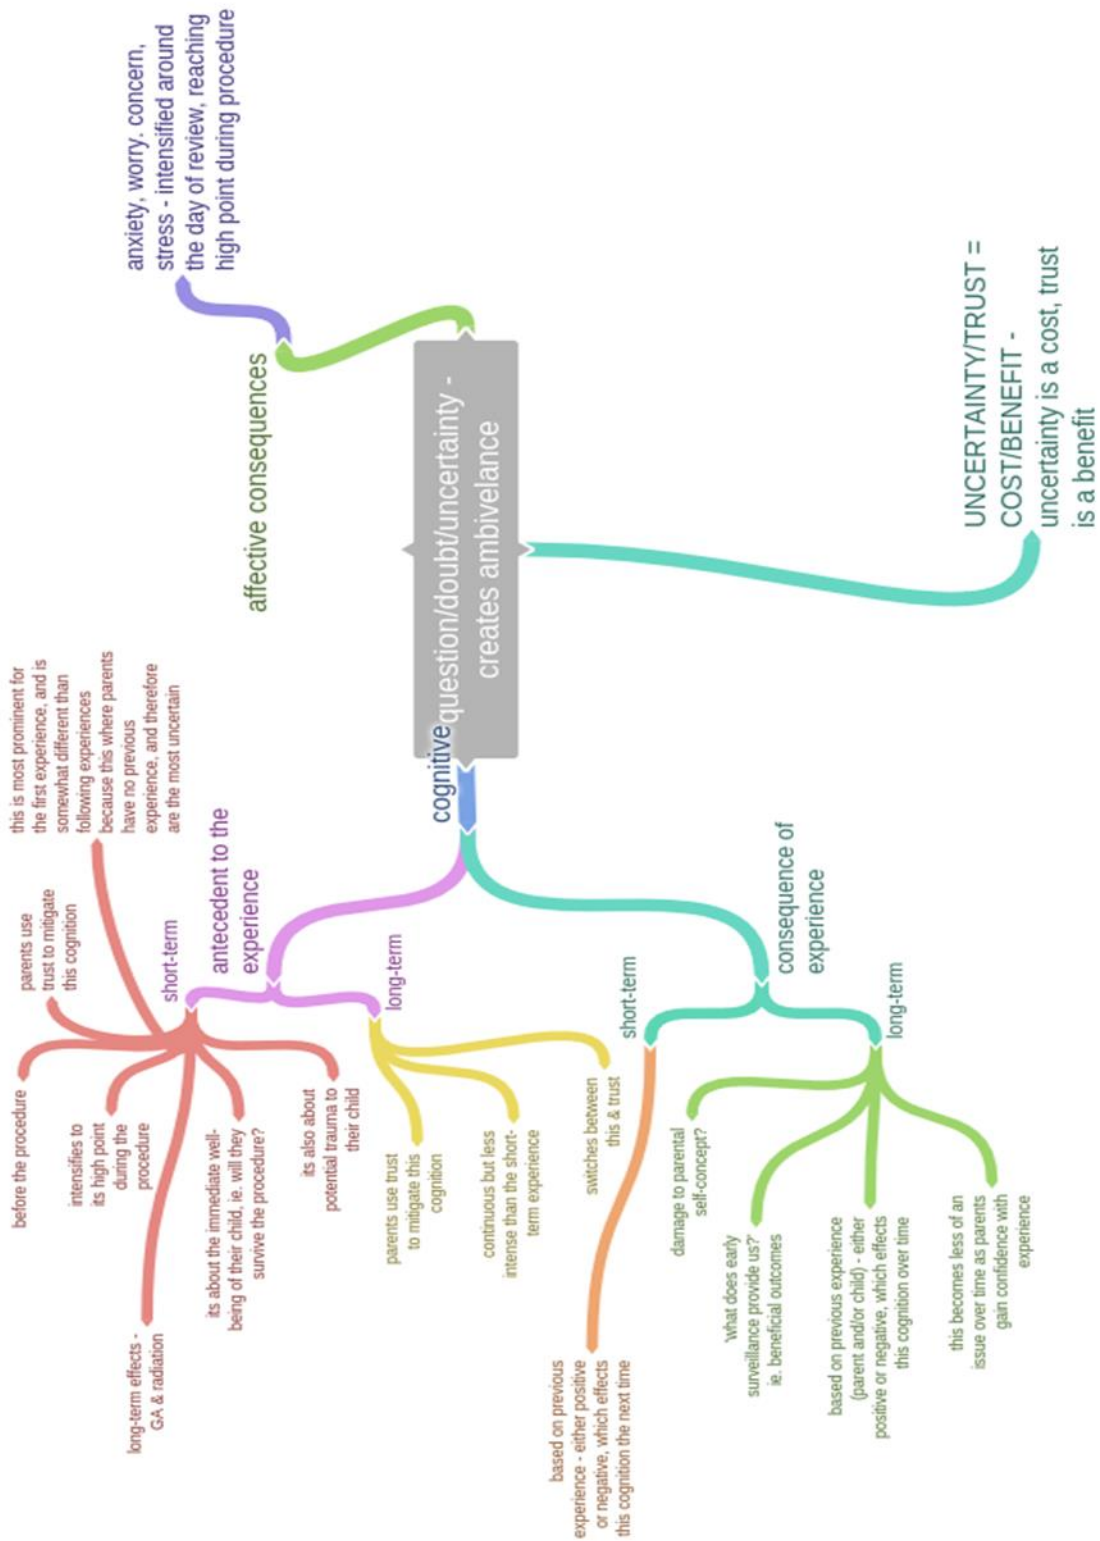 question/doubt/uncertainty -
creates ambivelance
affective consequences
anxiety, worry. concern,
stress - intensified around
the day of review, reaching
high point during procedure
UNCERTAINTY/TRUST =
COST/BENEFIT -
uncertainty is a cost, trust
is a benefit
cognitive
antecedent to the
experience
short-term
this is most prominent for
the first experience, and is
somewhat different than
following experiences
because this where parents
have no previous
experience, and therefore
are the most uncertain
parents use
trust to mitigate
this cognition
before the procedure
intensifies to
its high point
during the
procedure
long-term effects -
GA & radiation
its about the immediate well-
being of their child, ie. will they
survive the procedure?
its also about
potential trauma to
their child
long-term
parents use trust
to mitigate this
cognition
continuous but less
intense than the short-
term experience
switches between
this & trust
consequence of
experience
short-term
based on previous
experience - either positive
or negative, which effects
this cognition the next time
long-term
damage to parental
self-concept?
'what does early
surveillance provide us?'
ie. beneficial outcomes
based on previous experience
(parent and/or child) - either
positive or negative, which effects
this cognition over time
this becomes less of an
issue over time as parents
gain confidence with
experience